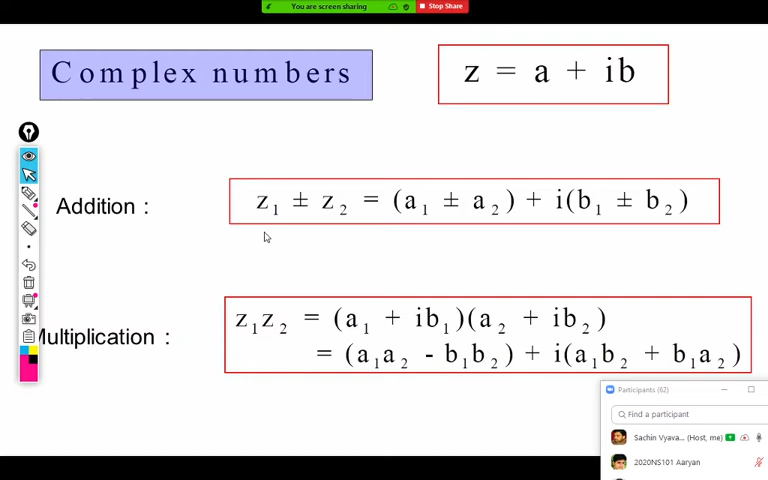 You are screen sharing
Stop Share
Complex numbers
z = a + ib
Addition :
z₁ ± z₂ = (a₁ ± a₂) + i(b₁ ± b₂)
Multiplication :
z₁z₂ = (a₁ + ib₁)(a₂ + ib₂)
= (a₁a₂ - b₁b₂) + i(a₁b₂ + b₁a₂)
Participants (62)
Find a participant
Sachin Vyava... (Host, me)
2020NS101 Aaryan